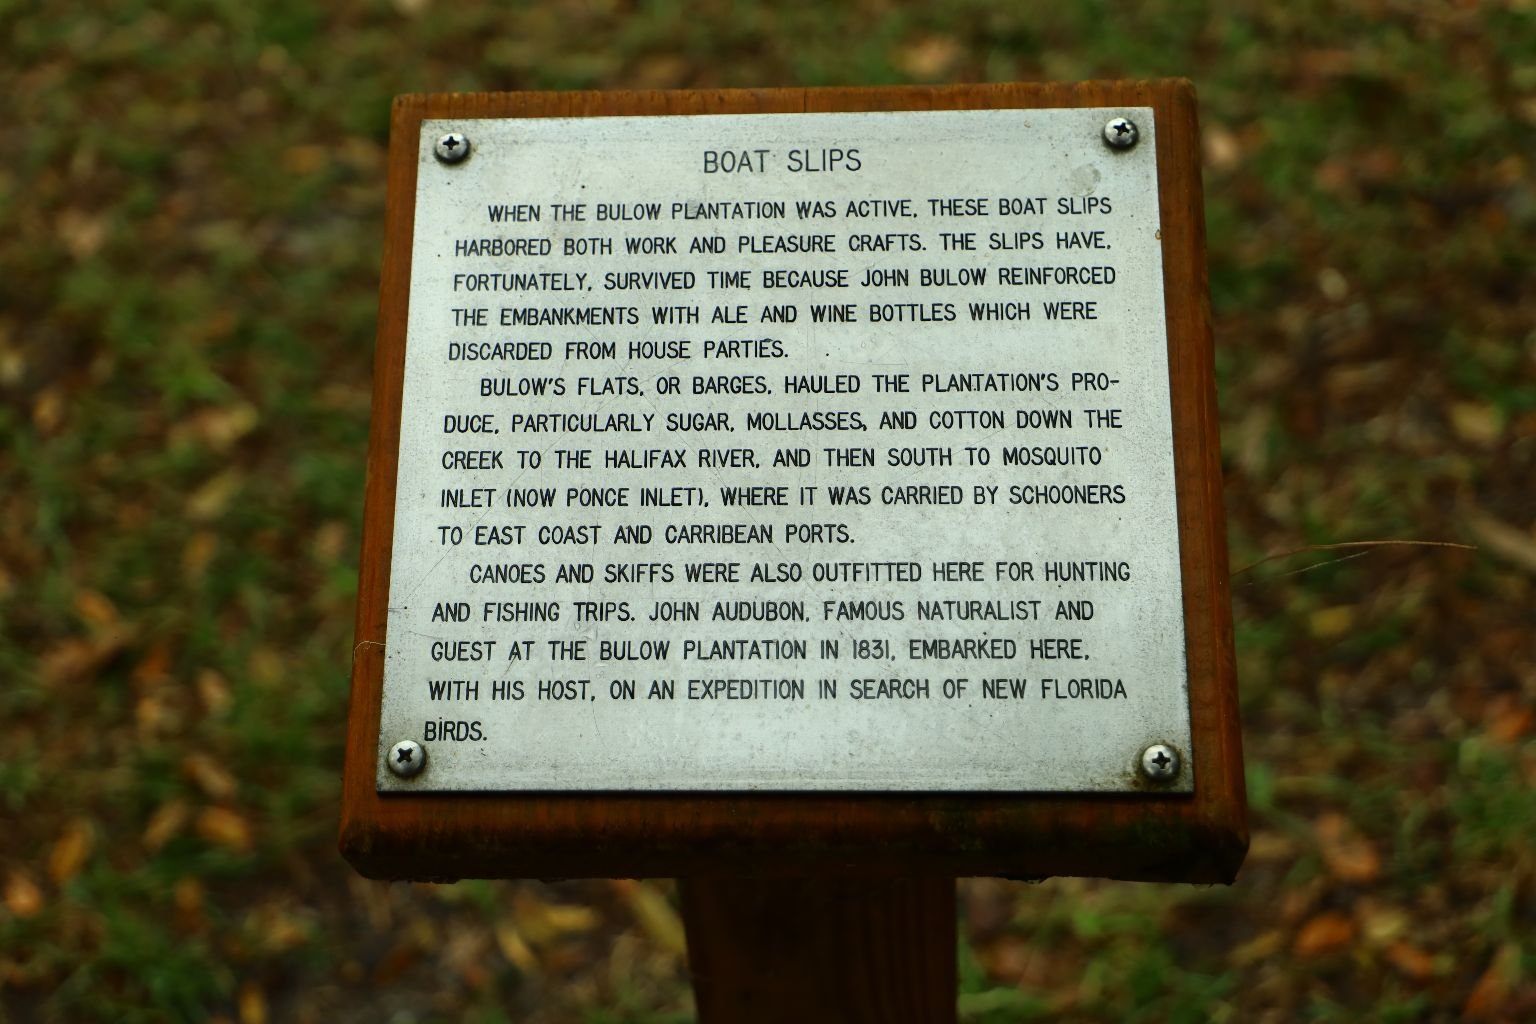 BOAT SLIPS
WHEN THE BULOW PLANTATION WAS ACTIVE, THESE BOAT SLIPS
HARBORED BOTH WORK AND PLEASURE CRAFTS. THE SLIPS HAVE,
FORTUNATELY, SURVIVED TIME BECAUSE JOHN BULOW REINFORCED
THE EMBANKMENTS WITH ALE AND WINE BOTTLES WHICH WERE
DISCARDED FROM HOUSE PARTIES.
BULOW'S FLATS, OR BARGES, HAULED THE PLANTATION'S PRO-
DUCE, PARTICULARLY SUGAR, MOLLASSES, AND COTTON DOWN THE
CREEK TO THE HALIFAX RIVER, AND THEN SOUTH TO MOSQUITO
INLET (NOW PONCE INLET), WHERE IT WAS CARRIED BY SCHOONERS
TO EAST COAST AND CARRIBEAN PORTS.
CANOES AND SKIFFS WERE ALSO OUTFITTED HERE FOR HUNTING
AND FISHING TRIPS. JOHN AUDUBON, FAMOUS NATURALIST AND
GUEST AT THE BULOW PLANTATION IN 1831, EMBARKED HERE,
WITH HIS HOST, ON AN EXPEDITION IN SEARCH OF NEW FLORIDA
BIRDS.